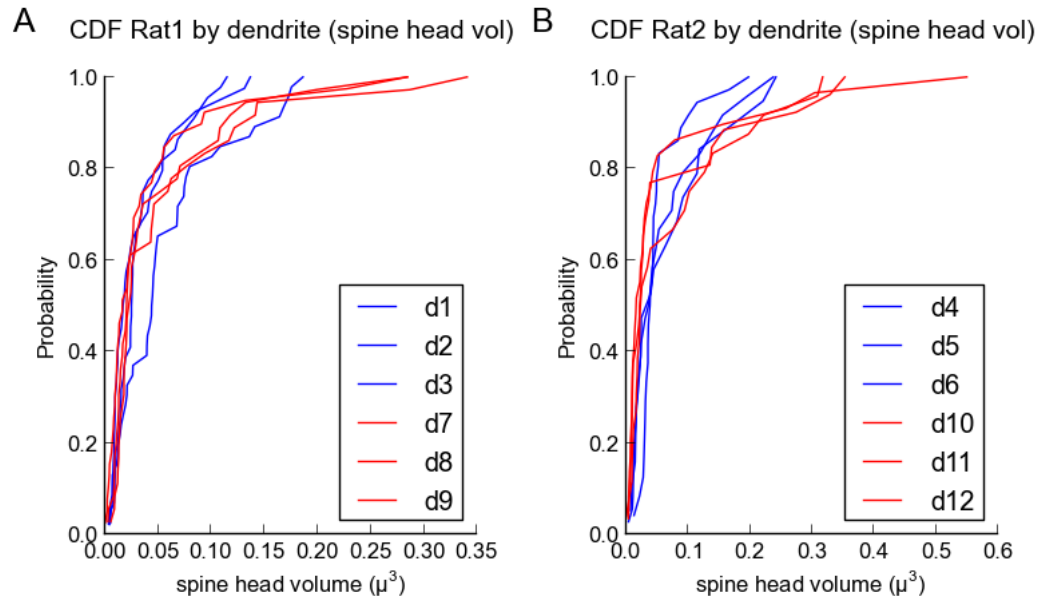 A
CDF Rat1 by dendrite (spine head vol)
1.0
0.8
0.6
0.4
0.2
0.0
Probability
0.00
0.05
0.10
0.15
0.20
0.25
0.30
0.35
spine head volume (μ³)
d1
d2
d3
d7
d8
d9
B
CDF Rat2 by dendrite (spine head vol)
1.0
0.8
0.6
0.4
0.2
0.0
Probability
0.0
0.1
0.2
0.3
0.4
0.5
0.6
spine head volume (μ³)
d4
d5
d6
d10
d11
d12